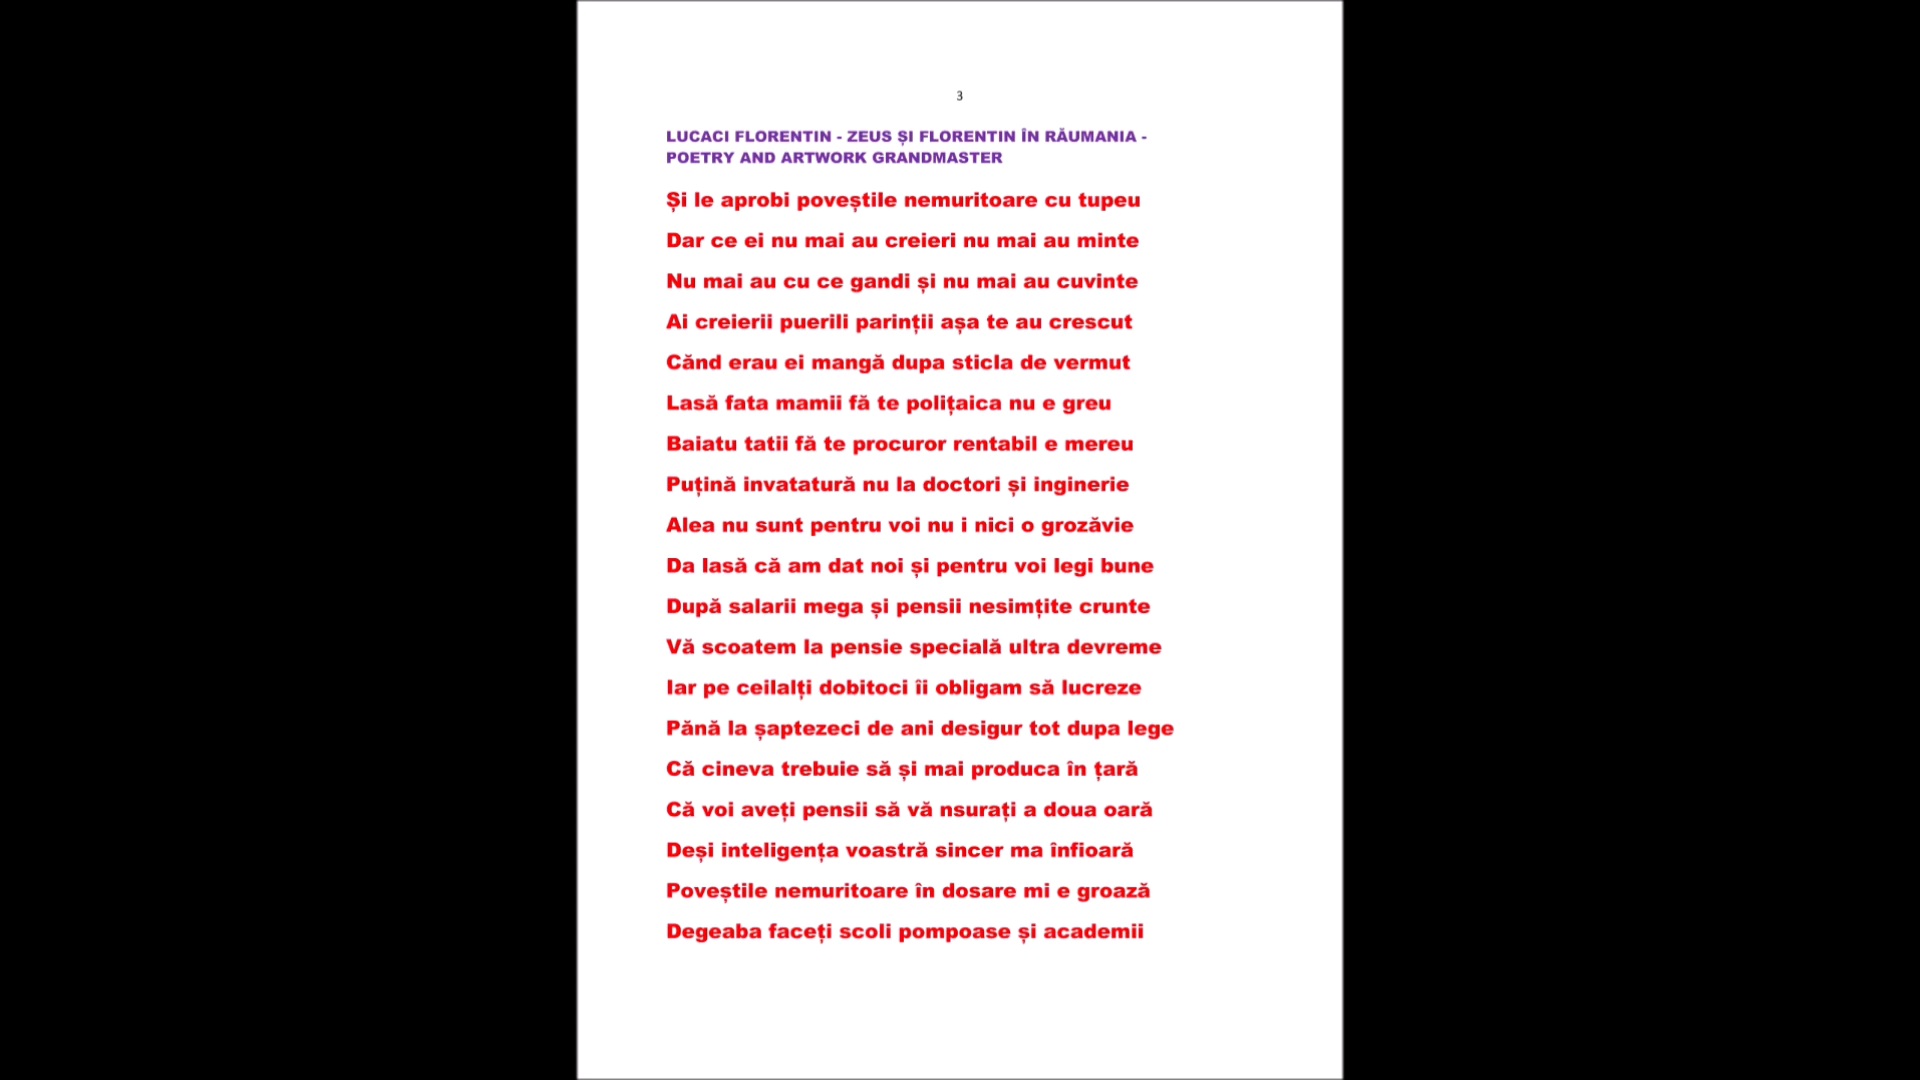 3
LUCACI FLORENTIN - ZEUS ȘI FLORENTIN ÎN RĂUMANIA -
POETRY AND ARTWORK GRANDMASTER
Și le aprobi poveștile nemuritoare cu tupeu
Dar ce ei nu mai au creieri nu mai au minte
Nu mai au cu ce gandi și nu mai au cuvinte
Ai creierii puerili parinții așa te au crescut
Cănd erau ei mangă dupa sticla de vermut
Lasă fata mamii fă te polițaica nu e greu
Baiatu tatii fă te procuror rentabil e mereu
Puțină invatatură nu la doctori și inginerie
Alea nu sunt pentru voi nu i nici o grozăvie
Da lasă că am dat noi și pentru voi legi bune
După salarii mega și pensii nesimțite crunte
Vă scoatem la pensie specială ultra devreme
Iar pe ceilalți dobitoci îi obligam să lucreze
Pănă la șaptezeci de ani desigur tot dupa lege
Că cineva trebuie să și mai produca în țară
Că voi aveți pensii să vă nsurați a doua oară
Deși inteligența voastră sincer ma înfioară
Poveștile nemuritoare în dosare mi e groază
Degeaba faceți scoli pompoase și academii